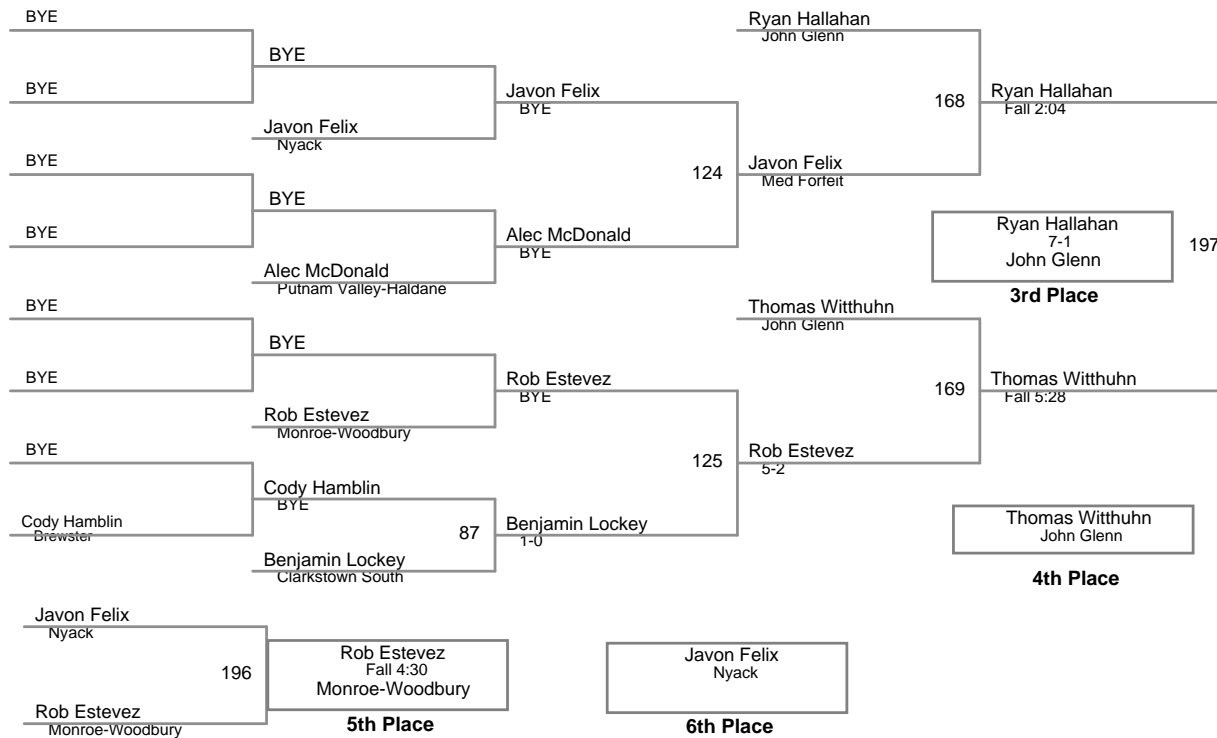 BYE
BYE
BYE
BYE
BYE
BYE
BYE
Cody Hamblin
Brewster
BYE
Javon Felix
Nyack
BYE
Alec McDonald
Putnam Valley-Haldane
BYE
Rob Estevez
Monroe-Woodbury
Cody Hamblin
BYE
87
Benjamin Lockey
Clarkstown South
Javon Felix
BYE
124
Alec McDonald
BYE
Rob Estevez
BYE
125
Benjamin Lockey
1-0
Ryan Hallahan
John Glenn
168
Javon Felix
Med Forfeit
Thomas Witthuhn
John Glenn
169
Rob Estevez
5-2
Ryan Hallahan
Fall 2:04
Ryan Hallahan
7-1
John Glenn
197
3rd Place
Thomas Witthuhn
Fall 5:28
Thomas Witthuhn
John Glenn
4th Place
Javon Felix
Nyack
196
Rob Estevez
Monroe-Woodbury
Rob Estevez
Fall 4:30
Monroe-Woodbury
5th Place
Javon Felix
Nyack
6th Place